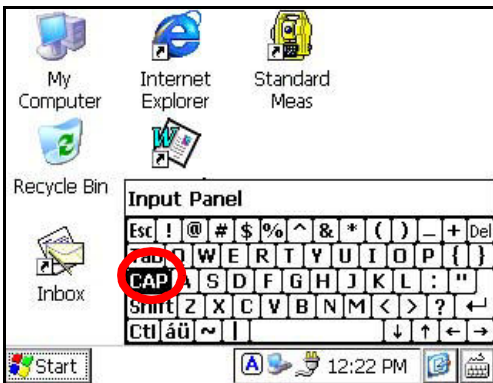 My Computer
Internet Explorer
Standard Meas
Recycle Bin
Inbox
Input Panel
Esc ! @ # $ % ^ & * ( ) _ + Del
Tab Q W E R T Y U I O P { }
CAP A S D F G H J K L : "
Shift Z X C V B N M < > ? ↵
Ctl áü ~ | ↓ ↑ ← →
Start
A 12:22 PM